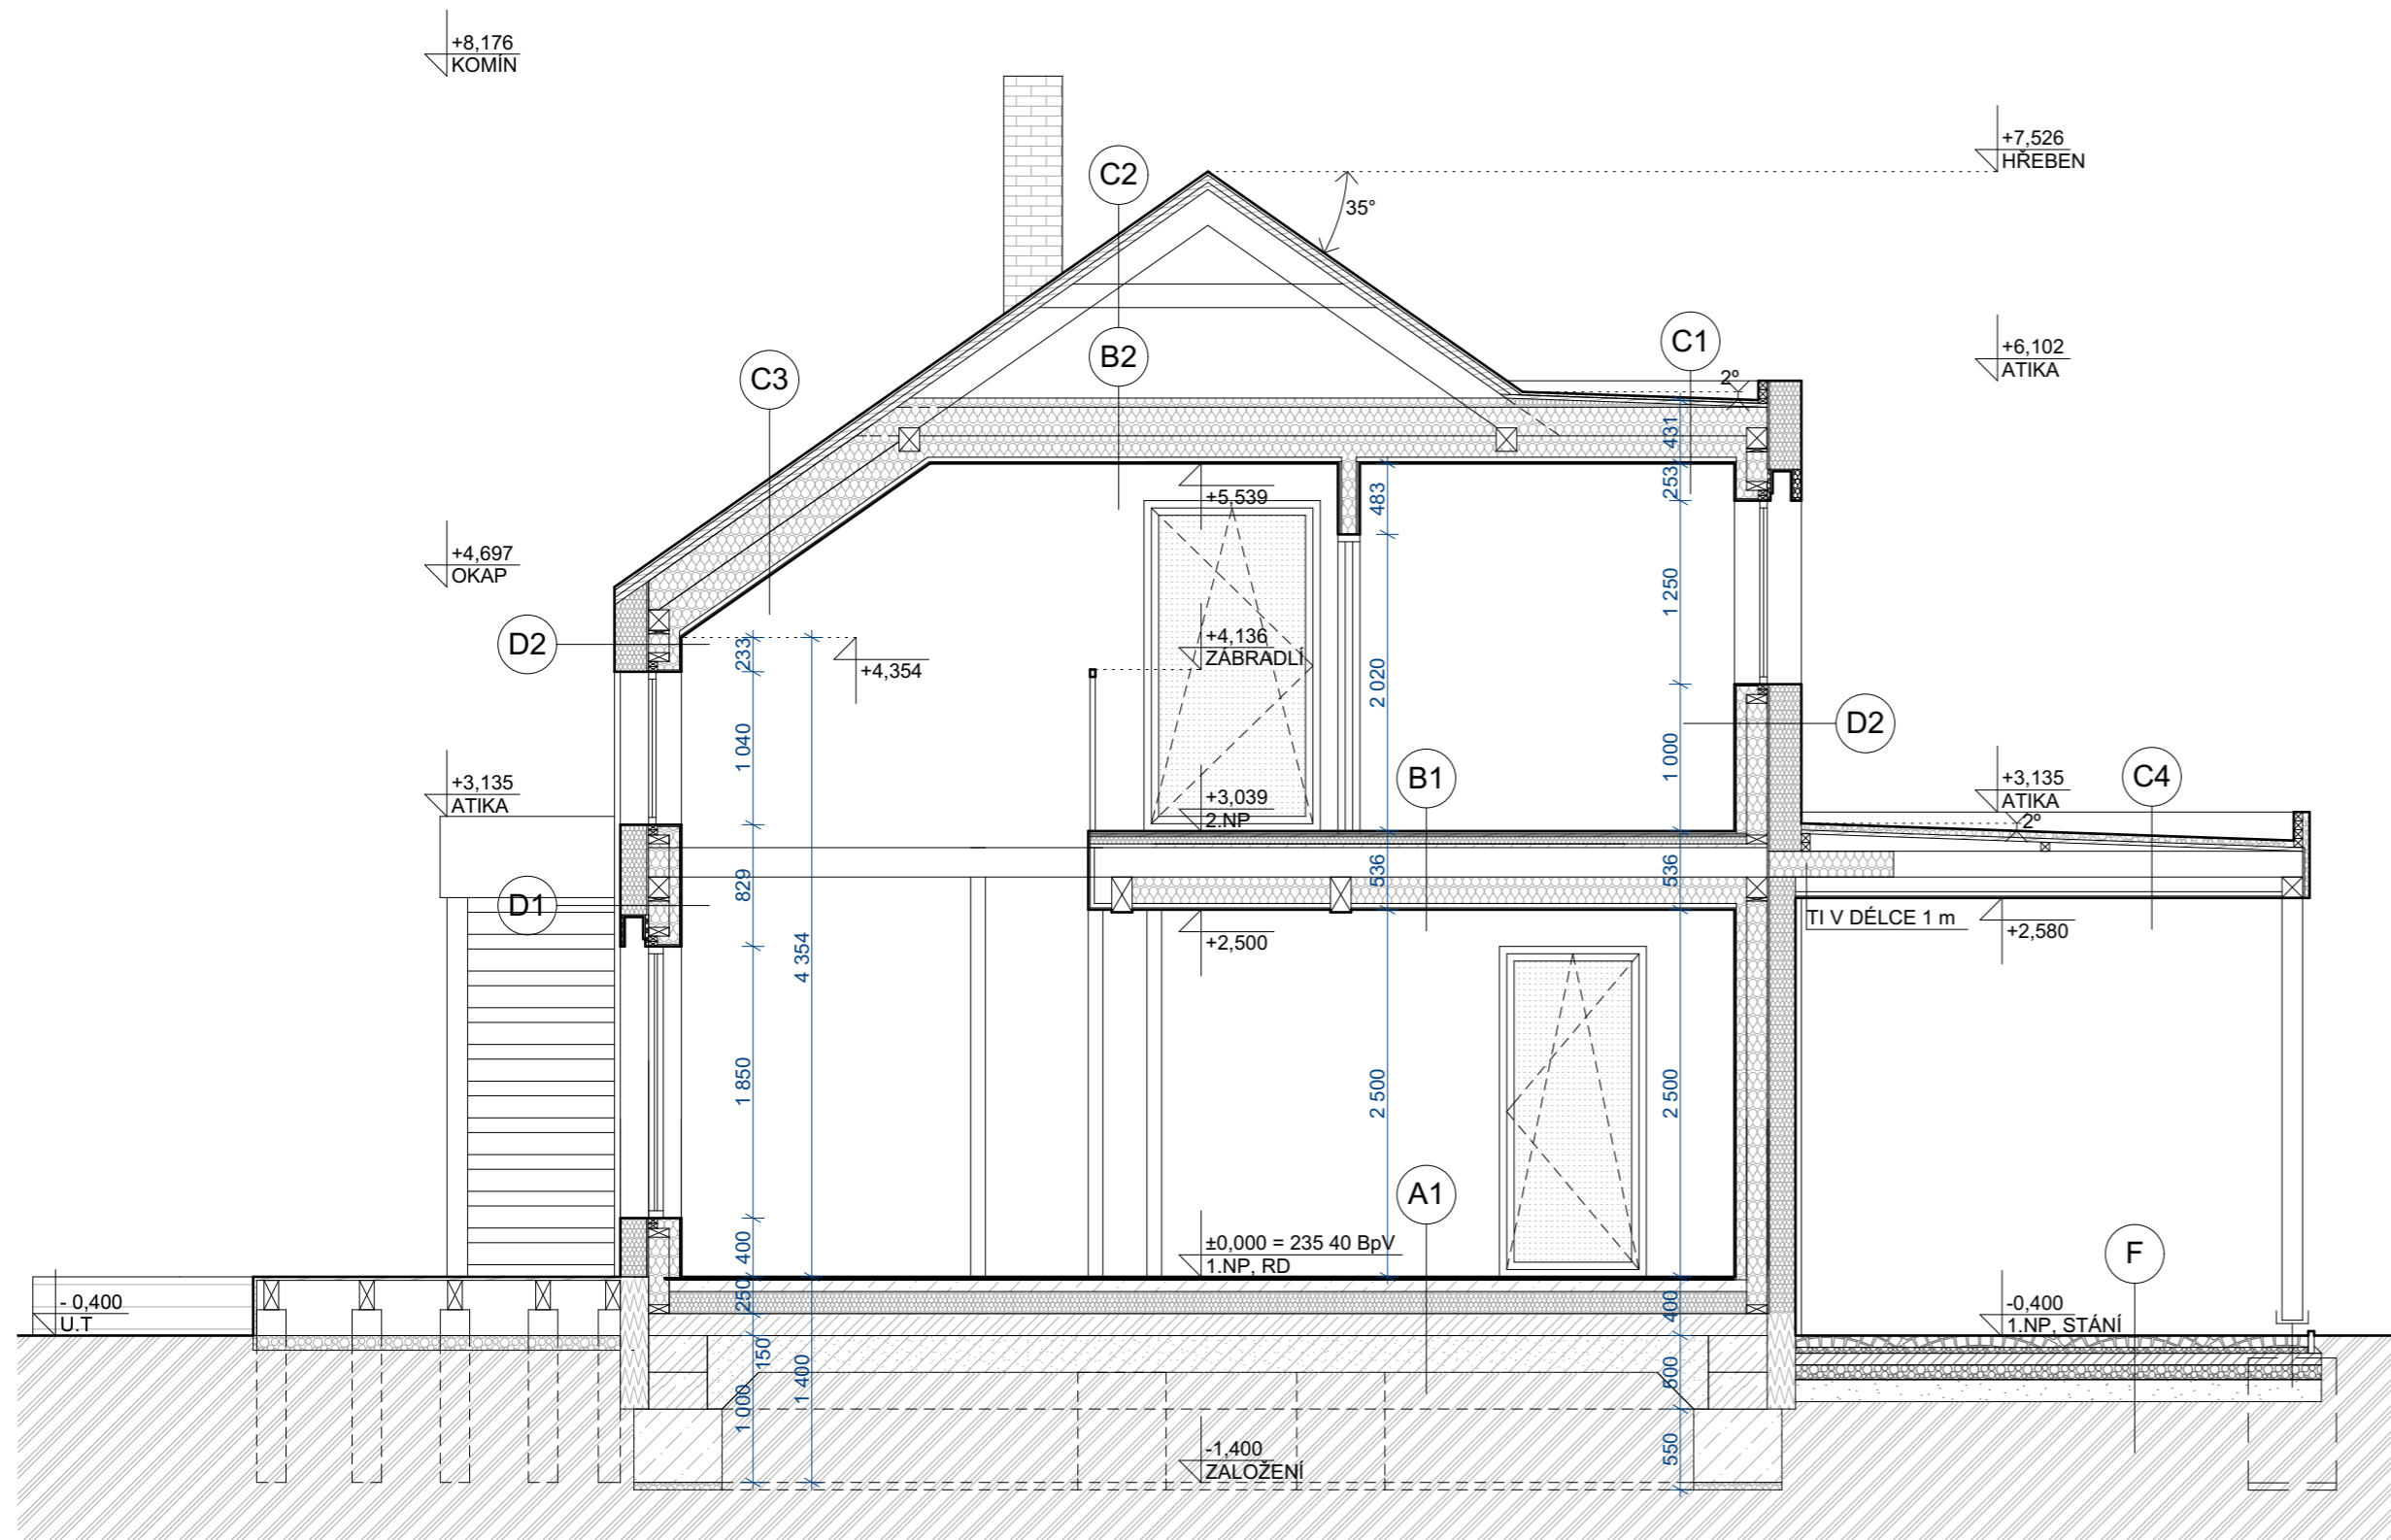 +8,176
KOMÍN
+7,526
HŘEBEN
C2
35°
+6,102
ATIKA
C1
B2
C3
2°
431
253
483
+5,539
+4,697
OKAP
1 250
D2
233
+4,354
+4,136
ZÁBRADLÍ
2 020
D2
1 040
1 000
+3,135
ATIKA
+3,039
2.NP
B1
+3,135
ATIKA
C4
2°
829
536
536
D1
TI V DÉLCE 1 m
+2,580
+2,500
4 354
1 850
2 500
2 500
A1
±0,000 = 235 40 BpV
1.NP, RD
F
400
250
- 0,400
U.T
400
-0,400
1.NP, STÁNÍ
150
1 000
1 400
500
-1,400
ZALOŽENÍ
550